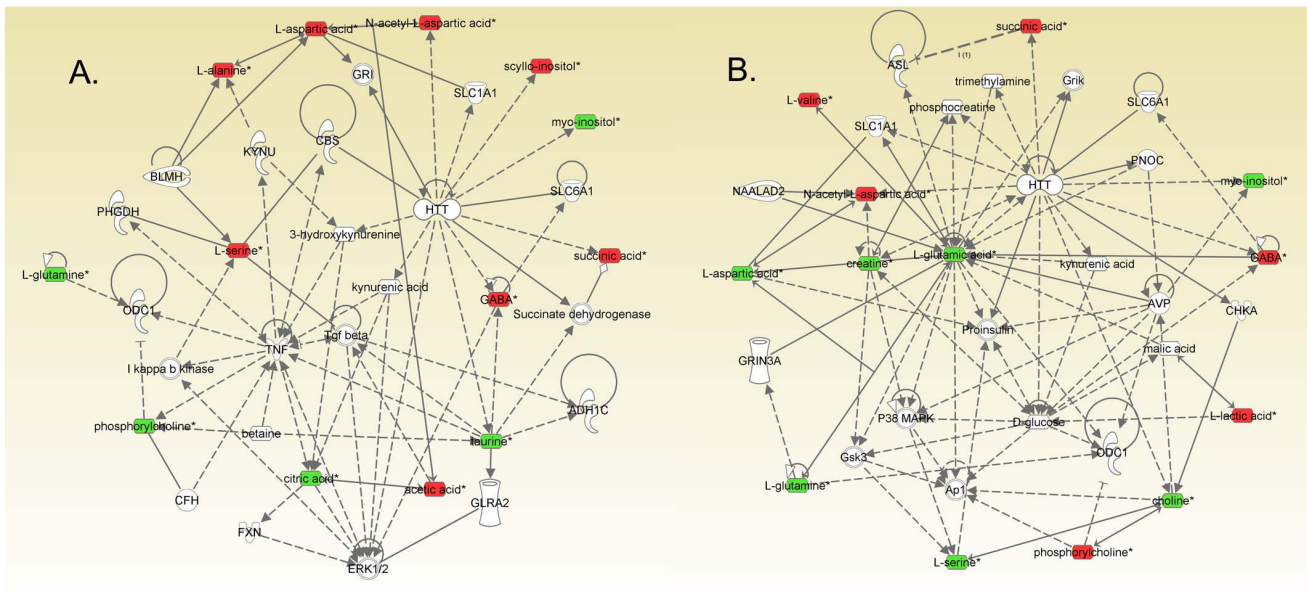 A.
L-aspartic acid*
N-acetyl-L-aspartic acid*
L-alanine*
GRI
scyllo-inositol*
SLC1A1
myo-inositol*
KYNU
CBS
BLMH
SLC6A1
PHGDH
HTT
3-hydroxykynurenine
L-serine*
succinic acid*
L-glutamine*
kynurenic acid
GABA*
ODC1
Succinate dehydrogenase
TNF
Tgf beta
I kappa b kinase
ADH1C
phosphorylcholine*
betaine
taurine*
citric acid*
acetic acid*
CFH
GLRA2
FXN
ERK1/2
B.
succinic acid*
I (1)
ASL
trimethylamine
Grik
L-valine*
phosphocreatine
SLC6A1
SLC1A1
PNOC
NAALAD2
N-acetyl-L-aspartic acid*
HTT
myo-inositol*
L-aspartic acid*
creatine*
L-glutamic acid*
kynurenic acid
GABA*
AVP
CHKA
Proinsulin
malic acid
GRIN3A
P38 MAPK
D-glucose
L-lactic acid*
Gsk3
ODC1
L-glutamine*
Ap1
choline*
phosphorylcholine*
L-serine*